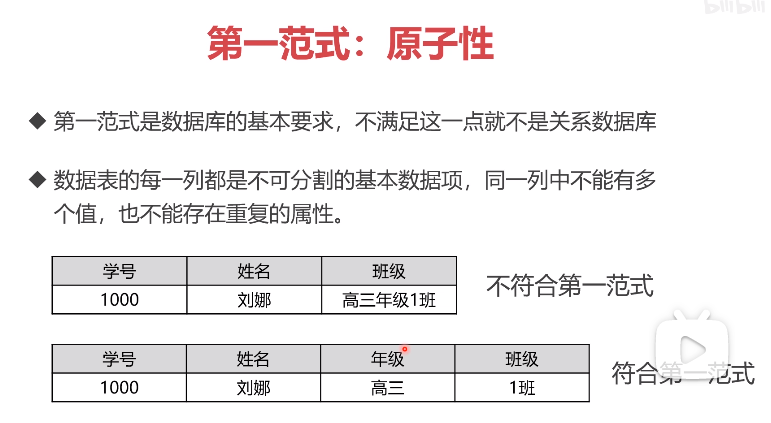 bilibili
第一范式：原子性
◆ 第一范式是数据库的基本要求，不满足这一点就不是关系数据库
◆ 数据表的每一列都是不可分割的基本数据项，同一列中不能有多
个值，也不能存在重复的属性。
学号 姓名 班级
1000 刘娜 高三年级1班
不符合第一范式
学号 姓名 年级 班级
1000 刘娜 高三 1班
符合第一范式